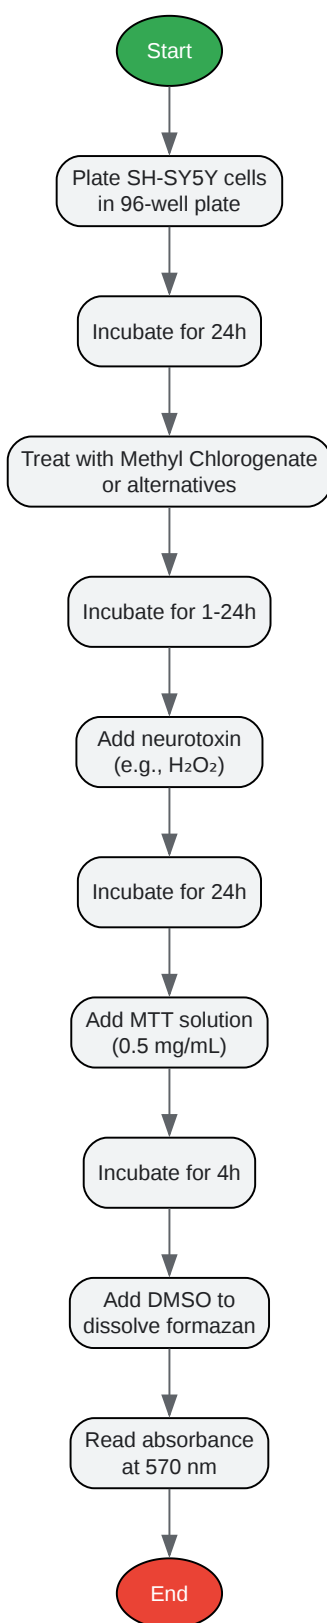 Start
Plate SH-SY5Y cells
in 96-well plate
Incubate for 24h
Treat with Methyl Chlorogenate
or alternatives
Incubate for 1-24h
Add neurotoxin
(e.g., H₂O₂)
Incubate for 24h
Add MTT solution
(0.5 mg/mL)
Incubate for 4h
Add DMSO to
dissolve formazan
Read absorbance
at 570 nm
End